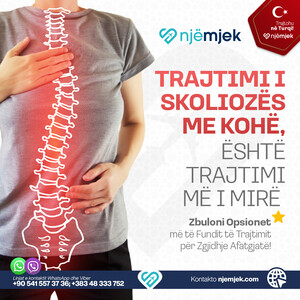 njëmjek
Trajtohu
në Turqi!
njëmjek
TRAJTIMI I
SKOLIOZËS
ME KOHË,
ËSHTË
TRAJTIMI
MË I MIRË
Zbuloni Opsionet
më të Fundit të Trajtimit
për Zgjidhje Afatgjatë!
Linjat e kontaktit WhatsApp dhe Viber
+90 541 557 37 36; +383 48 333 752
Kontakto njemjek.com